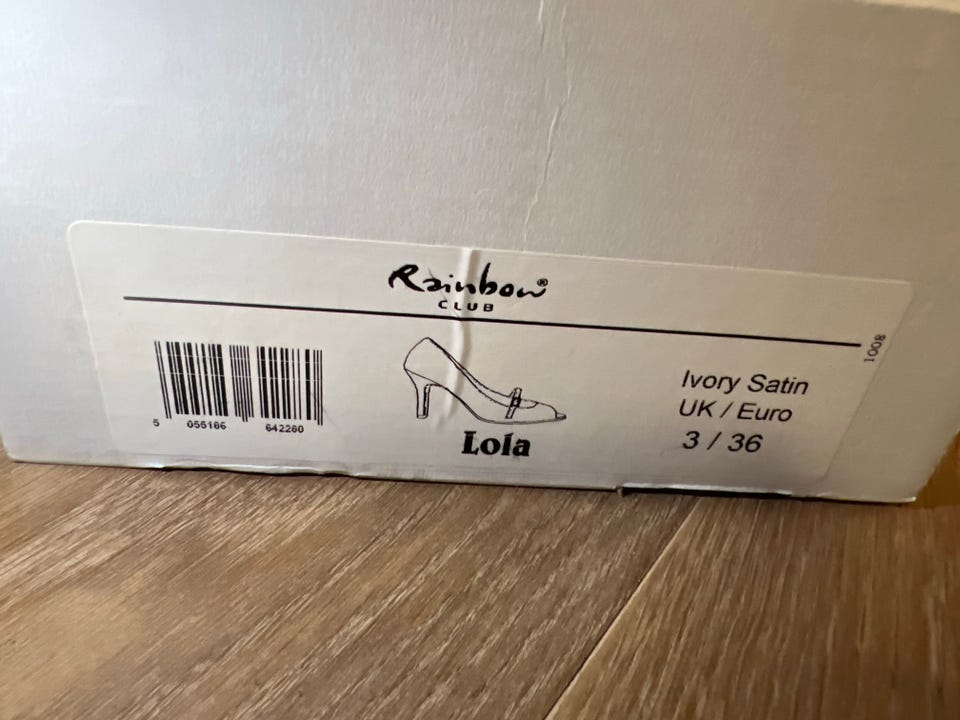 Rainbow®
CLUB
1008
5 055186 642280
Lola
Ivory Satin
UK / Euro
3 / 36